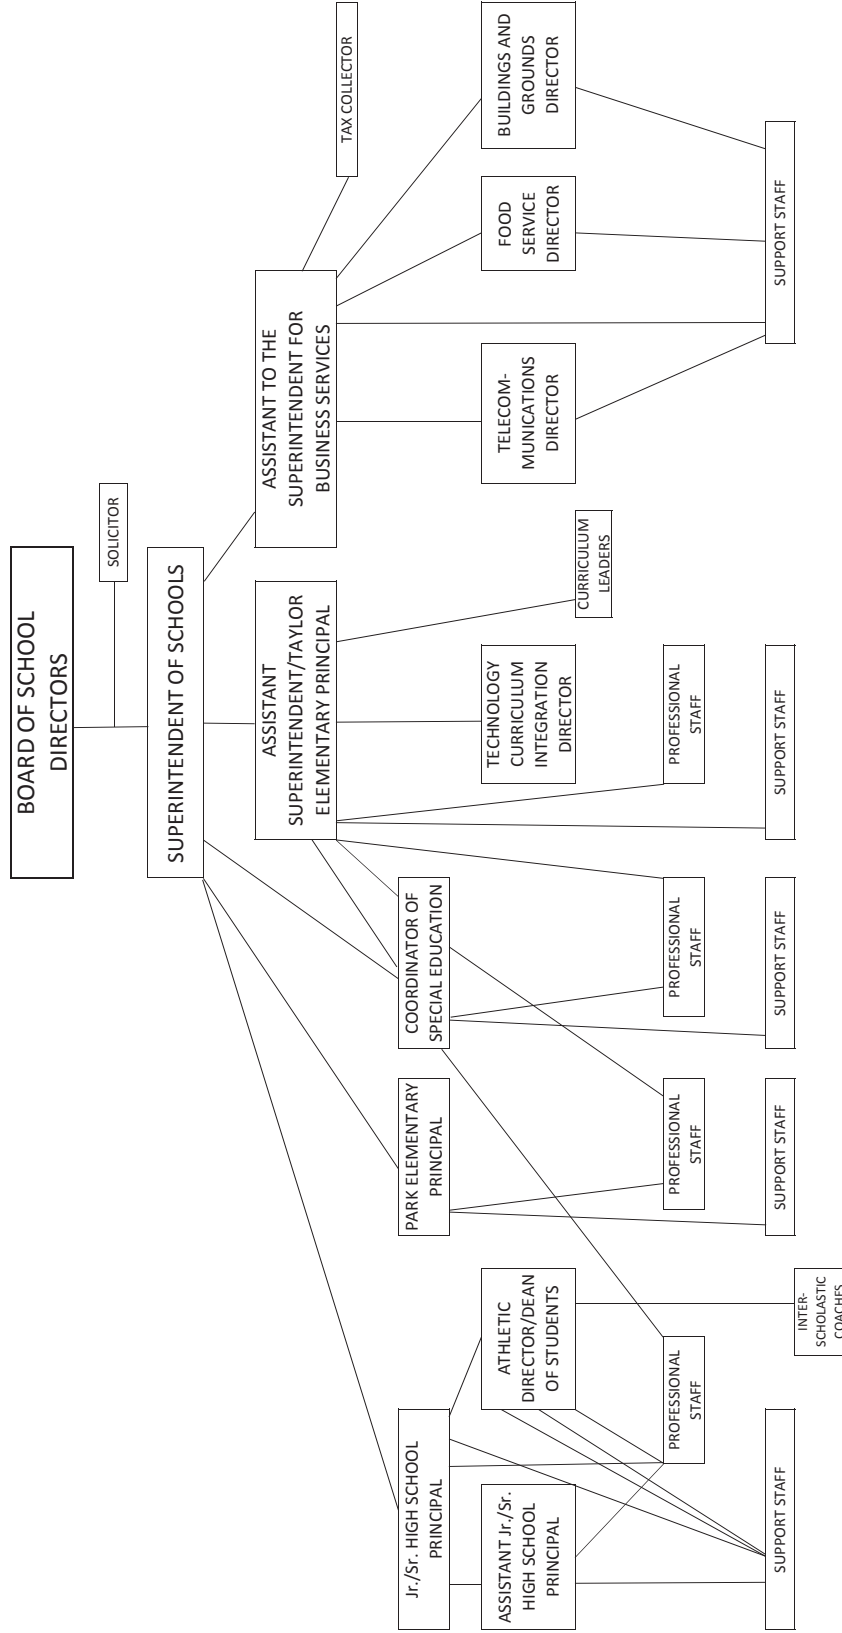 BOARD OF SCHOOL
DIRECTORS
SOLICITOR
SUPERINTENDENT OF SCHOOLS
ASSISTANT
SUPERINTENDENT/TAYLOR
ELEMENTARY PRINCIPAL
ASSISTANT TO THE
SUPERINTENDENT FOR
BUSINESS SERVICES
TAX COLLECTOR
Jr./Sr. HIGH SCHOOL
PRINCIPAL
PARK ELEMENTARY
PRINCIPAL
COORDINATOR OF
SPECIAL EDUCATION
ASSISTANT Jr./Sr.
HIGH SCHOOL
PRINCIPAL
ATHLETIC
DIRECTOR/DEAN
OF STUDENTS
TECHNOLOGY
CURRICULUM
INTEGRATION
DIRECTOR
TELECOM-
MUNICATIONS
DIRECTOR
FOOD
SERVICE
DIRECTOR
BUILDINGS AND
GROUNDS
DIRECTOR
CURRICULUM
LEADERS
PROFESSIONAL
STAFF
PROFESSIONAL
STAFF
PROFESSIONAL
STAFF
PROFESSIONAL
STAFF
SUPPORT STAFF
SUPPORT STAFF
SUPPORT STAFF
SUPPORT STAFF
SUPPORT STAFF
INTER-
SCHOLASTIC
COACHES